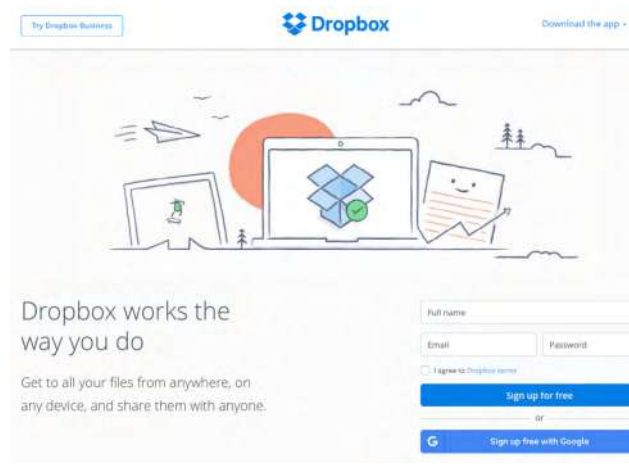 Try Dropbox Business
Dropbox
Download the app
Dropbox works the
way you do
Get to all your files from anywhere, on
any device, and share them with anyone.
Full name
Email
Password
I agree to Dropbox terms
Sign up for free
or
G
Sign up free with Google